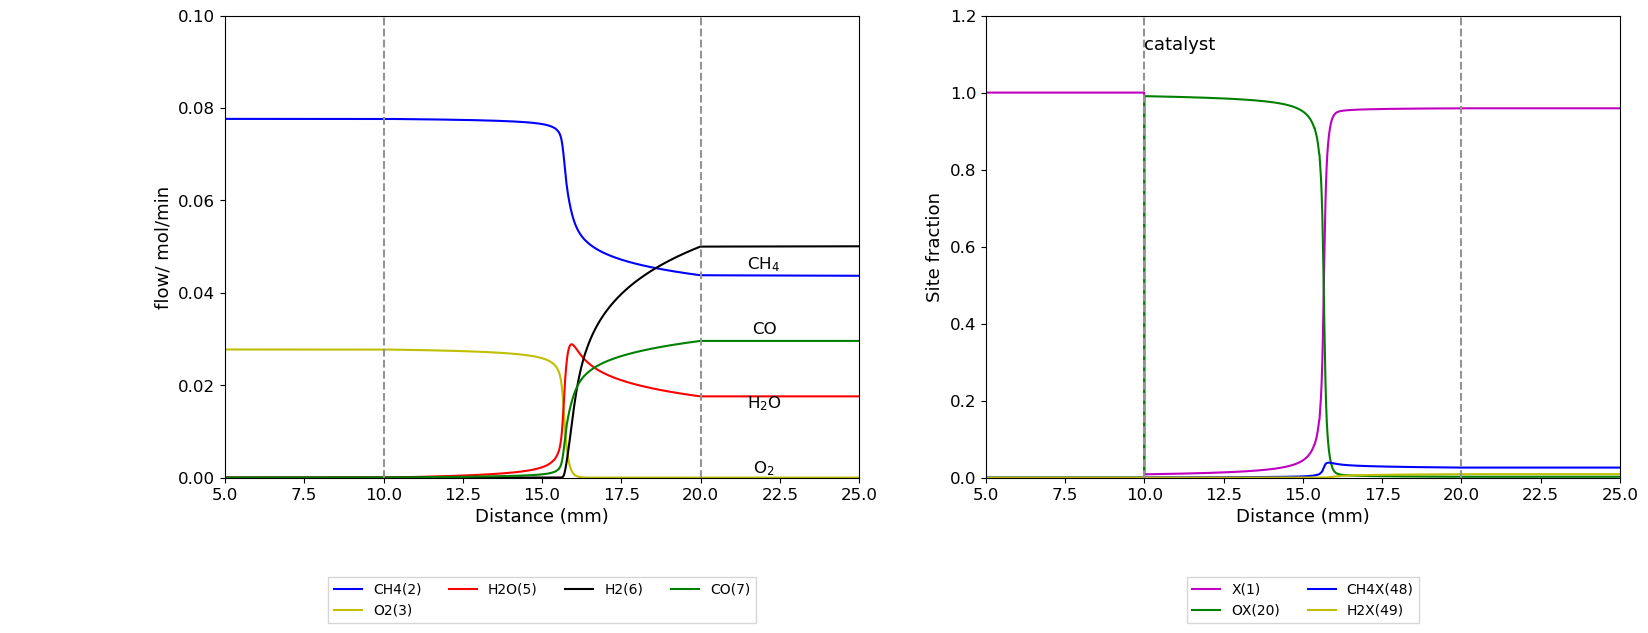 0.10
0.08
0.06
0.04
0.02
0.00
flow/ mol/min
CH₄
CO
H₂O
O₂
5.0 7.5 10.0 12.5 15.0 17.5 20.0 22.5 25.0
Distance (mm)
CH4(2) H2O(5) H2(6) CO(7)
O2(3)
1.2
1.0
0.8
0.6
0.4
0.2
0.0
Site fraction
catalyst
5.0 7.5 10.0 12.5 15.0 17.5 20.0 22.5 25.0
Distance (mm)
X(1) CH4X(48)
OX(20) H2X(49)